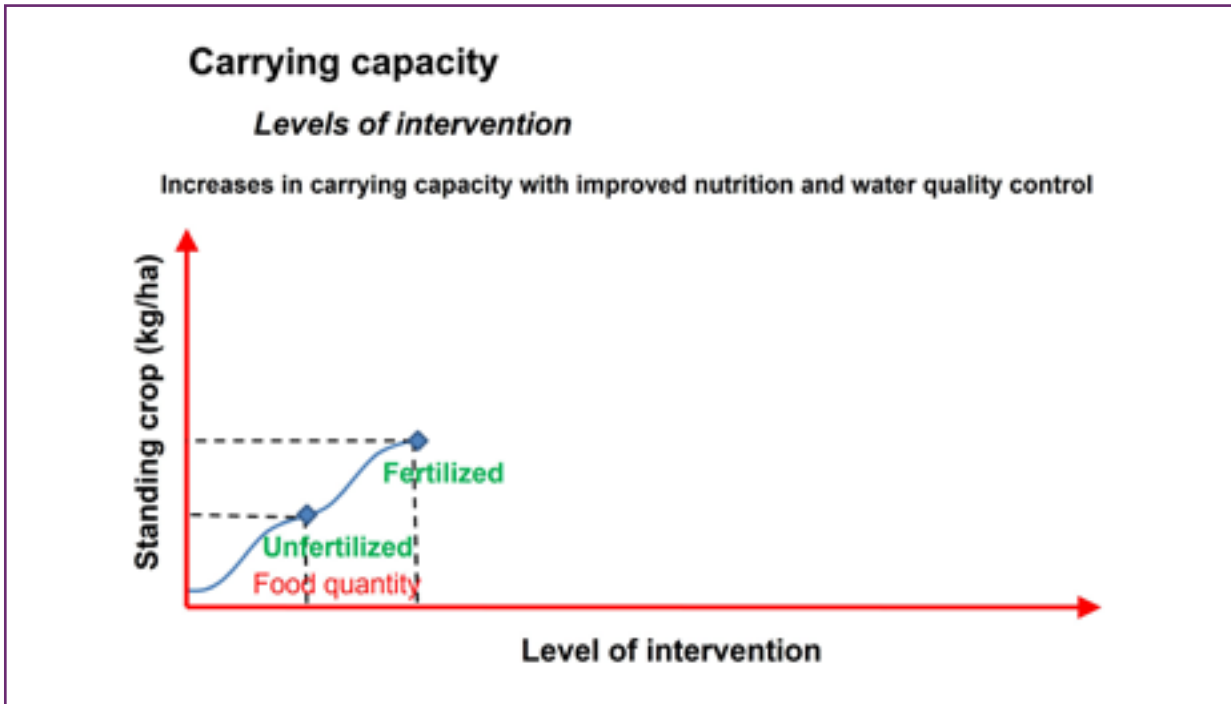 Carrying capacity
Levels of intervention
Increases in carrying capacity with improved nutrition and water quality control
Standing crop (kg/ha)
Fertilized
Unfertilized
Food quantity
Level of intervention